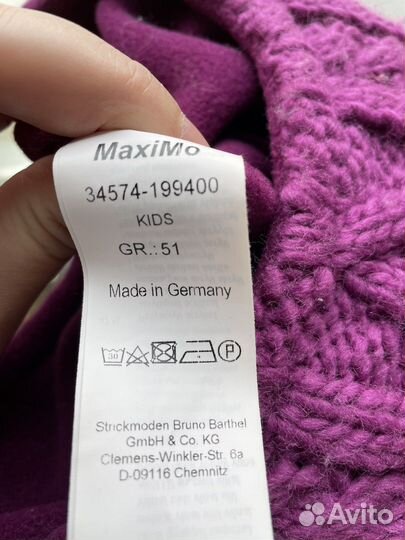 MaxiMo
34574-199400
KIDS
GR.: 51
Made in Germany
30 P
Strickmoden Bruno Barthel
GmbH & Co. KG
Clemens-Winkler-Str. 6a
D-09116 Chemnitz
Avito